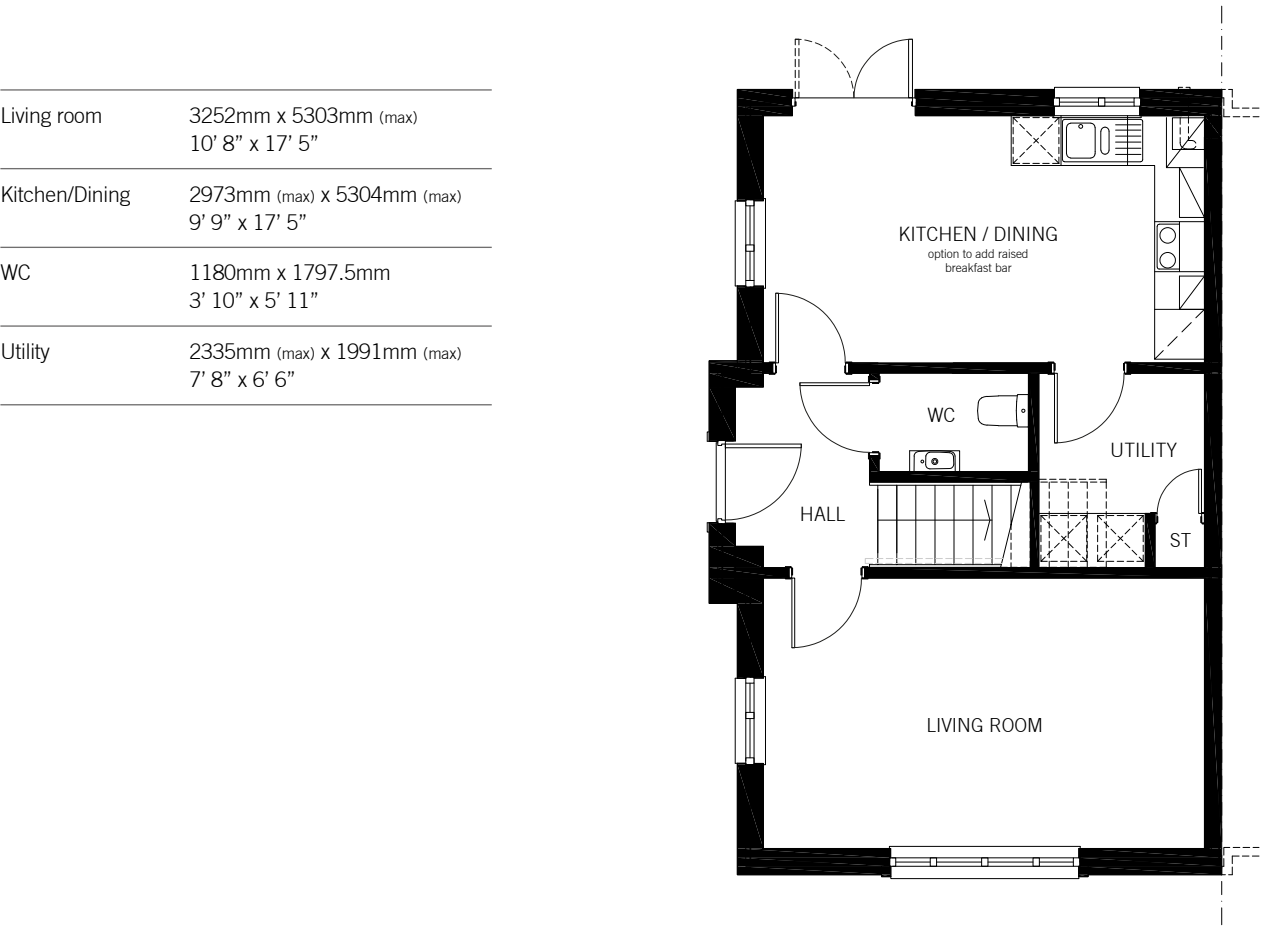 Living room 3252mm x 5303mm (max)
10’ 8” x 17’ 5”
Kitchen/Dining 2973mm (max) x 5304mm (max)
9’ 9” x 17’ 5”
WC 1180mm x 1797.5mm
3’ 10” x 5’ 11”
Utility 2335mm (max) x 1991mm (max)
7’ 8” x 6’ 6”
KITCHEN / DINING
option to add raised
breakfast bar
WC
UTILITY
HALL
ST
LIVING ROOM